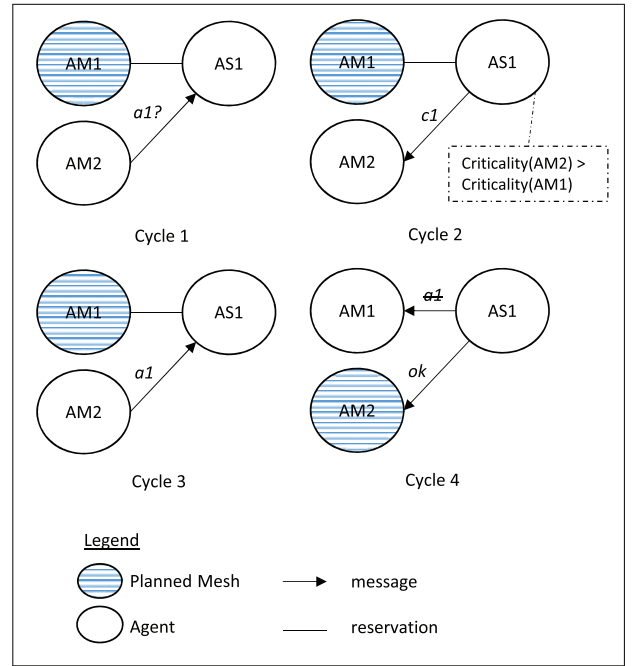 AM1
AS1
a1?
AM2
Cycle 1
AM1
AS1
c1
AM2
Criticality(AM2) >
Criticality(AM1)
Cycle 2
AM1
AS1
a1
AM2
Cycle 3
AM1
a1
AS1
ok
AM2
Cycle 4
Legend
Planned Mesh
message
Agent
reservation